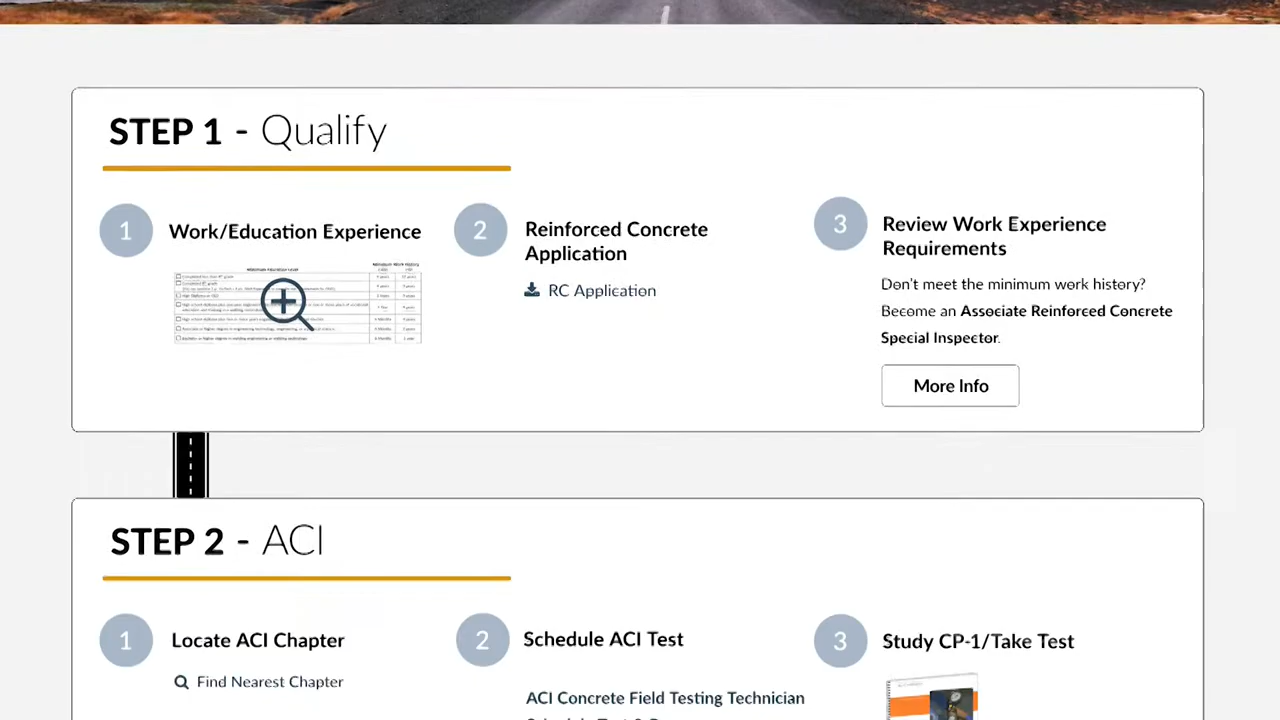 STEP 1 - Qualify
1
Work/Education Experience
2
Reinforced Concrete
Application
RC Application
3
Review Work Experience
Requirements
Don't meet the minimum work history?
Become an Associate Reinforced Concrete
Special Inspector.
More Info
STEP 2 - ACI
1
Locate ACI Chapter
Find Nearest Chapter
2
Schedule ACI Test
ACI Concrete Field Testing Technician
3
Study CP-1/Take Test